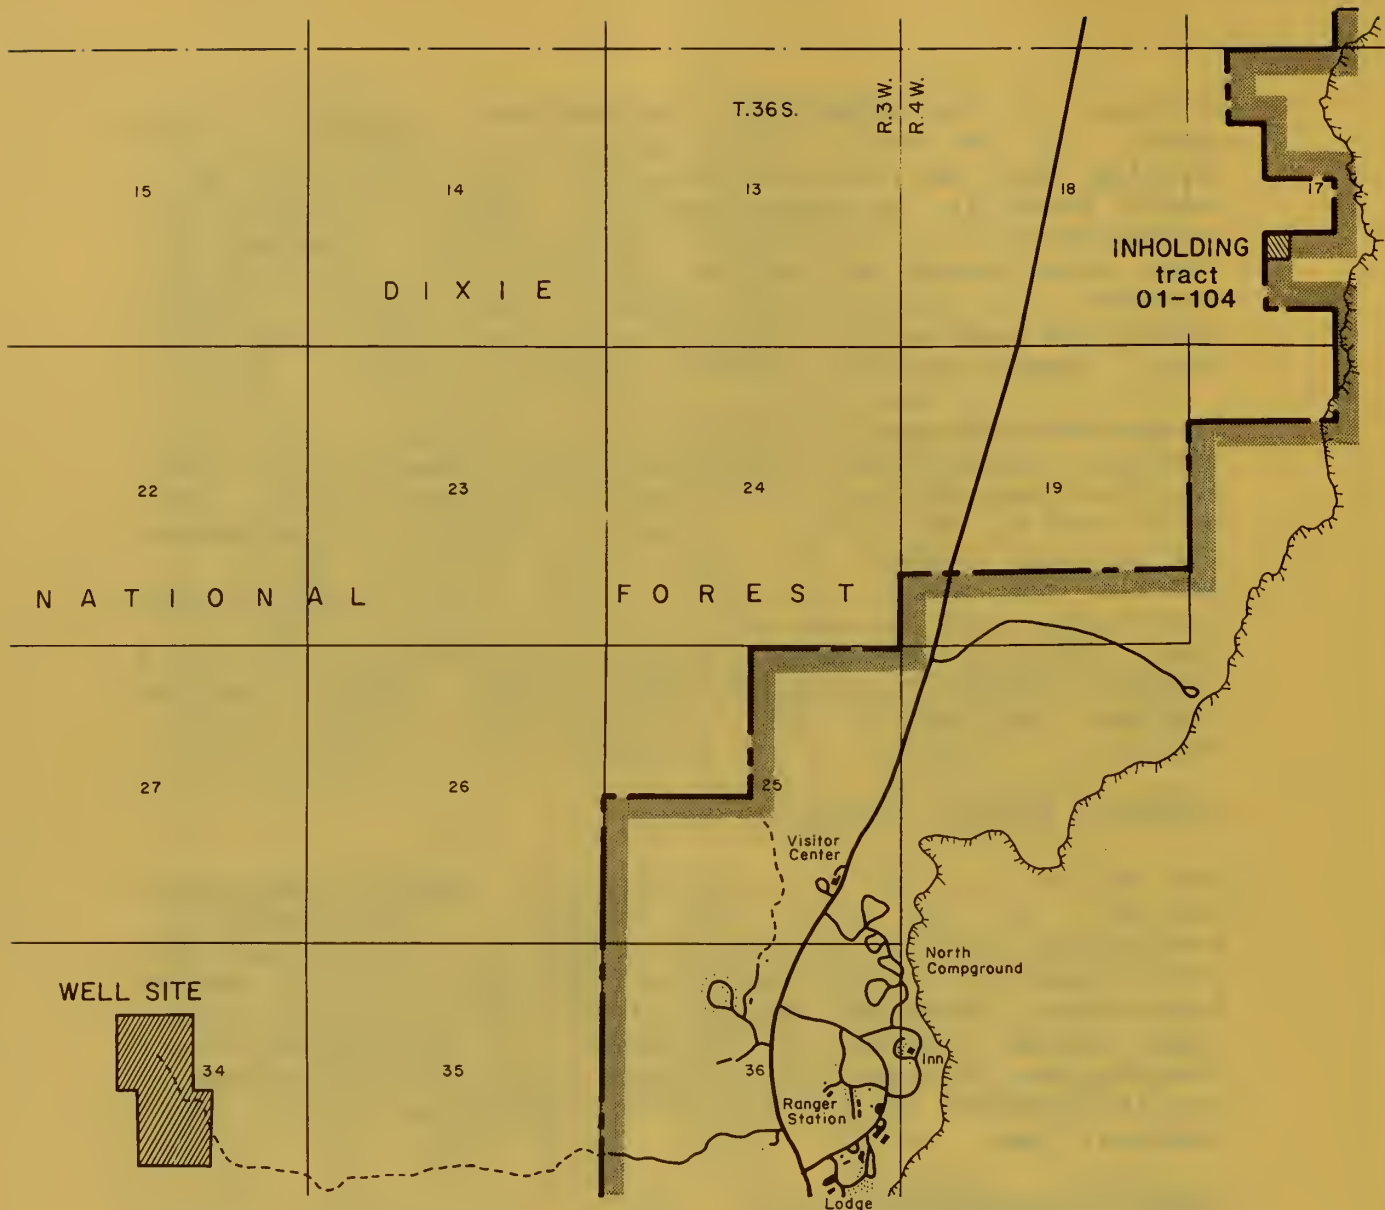 T.36S.
R.3W.
R.4W.
15
14
13
18
17
INHOLDING
tract
01-104
DIXIE
22
23
24
19
NATIONAL FOREST
27
26
25
Visitor
Center
North
Compground
WELL SITE
34
35
36
Inn
Ranger
Station
Lodge